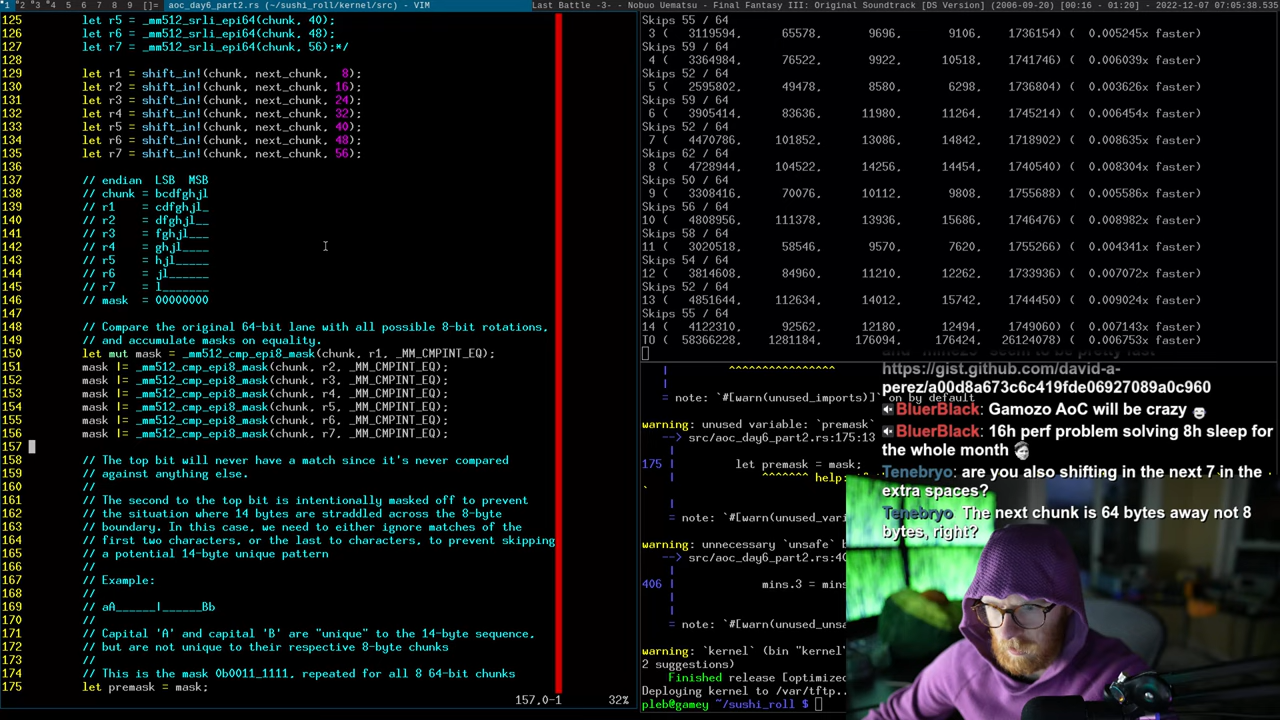 1 2 3 4 5 6 7 8 9 []= aoc_day6_part2.rs (~/sushi_roll/kernel/src) - VIM
Last Battle -3- - Nobuo Uematsu - Final Fantasy III: Original Soundtrack [DS Version] (2006-09-20) [00:16 - 01:20] - 2022-12-07 05:38.535
125 let r5 = _mm512_srli_epi64(chunk, 40);
126 let r6 = _mm512_srli_epi64(chunk, 48);
127 let r7 = _mm512_srli_epi64(chunk, 56);*/
128
129 let r1 = shift_in!(chunk, next_chunk, 8);
130 let r2 = shift_in!(chunk, next_chunk, 16);
131 let r3 = shift_in!(chunk, next_chunk, 24);
132 let r4 = shift_in!(chunk, next_chunk, 32);
133 let r5 = shift_in!(chunk, next_chunk, 40);
134 let r6 = shift_in!(chunk, next_chunk, 48);
135 let r7 = shift_in!(chunk, next_chunk, 56);
136
137 // endian LSB MSB
138 // chunk = bcdfghjl
139 // r1 = cdfghjl_
140 // r2 = dfghjl__
141 // r3 = fghjl___
142 // r4 = ghjl____
143 // r5 = hjl_____
144 // r6 = jl______
145 // r7 = l_______
146 // mask = 00000000
147
148 // Compare the original 64-bit lane with all possible 8-bit rotations,
149 // and accumulate masks on equality.
150 let mut mask = _mm512_cmp_epi8_mask(chunk, r1, _MM_CMPINT_EQ);
151 mask |= _mm512_cmp_epi8_mask(chunk, r2, _MM_CMPINT_EQ);
152 mask |= _mm512_cmp_epi8_mask(chunk, r3, _MM_CMPINT_EQ);
153 mask |= _mm512_cmp_epi8_mask(chunk, r4, _MM_CMPINT_EQ);
154 mask |= _mm512_cmp_epi8_mask(chunk, r5, _MM_CMPINT_EQ);
155 mask |= _mm512_cmp_epi8_mask(chunk, r6, _MM_CMPINT_EQ);
156 mask |= _mm512_cmp_epi8_mask(chunk, r7, _MM_CMPINT_EQ);
157
158 // The top bit will never have a match since it's never compared
159 // against anything else.
160 //
161 // The second to the top bit is intentionally masked off to prevent
162 // the situation where 14 bytes are straddled across the 8-byte
163 // boundary. In this case, we need to either ignore matches of the
164 // first two characters, or the last to characters, to prevent skipping
165 // a potential 14-byte unique pattern
166 //
167 // Example:
168 //
169 // aA______|______Bb
170 //
171 // Capital 'A' and capital 'B' are "unique" to the 14-byte sequence,
172 // but are not unique to their respective 8-byte chunks
173 //
174 // This is the mask 0b0011_1111, repeated for all 8 64-bit chunks
175 let premask = mask;
157,0-1 32%
Skips 55 / 64
3 ( 3119594, 65578, 9696, 9106, 1736154) ( 0.005245x faster)
Skips 59 / 64
4 ( 3364984, 76522, 9922, 10518, 1741746) ( 0.006039x faster)
Skips 52 / 64
5 ( 2595802, 49478, 8580, 6298, 1736804) ( 0.003626x faster)
Skips 59 / 64
6 ( 3905414, 83636, 11980, 11264, 1745214) ( 0.006454x faster)
Skips 52 / 64
7 ( 4470786, 101852, 13086, 14842, 1718502) ( 0.008635x faster)
Skips 62 / 64
8 ( 4728944, 104522, 14256, 14454, 1740540) ( 0.008304x faster)
Skips 50 / 64
9 ( 3308416, 70076, 10112, 9808, 1755688) ( 0.005586x faster)
Skips 56 / 64
10 ( 4808956, 111378, 13936, 15686, 1746476) ( 0.008982x faster)
Skips 58 / 64
11 ( 3020518, 58546, 9570, 7620, 1755266) ( 0.004341x faster)
Skips 54 / 64
12 ( 3814608, 84960, 11210, 12262, 1733936) ( 0.007072x faster)
Skips 52 / 64
13 ( 4851644, 112634, 14012, 15742, 1744450) ( 0.009024x faster)
Skips 55 / 64
14 ( 4122310, 92562, 12180, 12494, 1749060) ( 0.007143x faster)
TO ( 58366228, 1281184, 176094, 176424, 26124078) ( 0.006753x faster)
^^^^^^^^^^^^^^^^
= note: `#[warn(unused_imports)]` on by default
warning: unused variable: `premask`
--> src/aoc_day6_part2.rs:175:13
175 let premask = mask;
^^^^^^^ help:
`
= note: `#[warn(unused_vari
warning: unnecessary `unsafe` b
--> src/aoc_day6_part2.rs:40
406 mins.3 = mins
= note: `#[warn(unused_unsa
warning: `kernel` (bin "kernel"
2 suggestions)
Finished release [optimized
Deploying kernel to /var/tftp..
pleb@gamey ~/sushi_roll $
https://gist.github.com/david-a-
perez/a00d8a673c6c419fde06927089a0c960
BluerBlack: Gamozo AoC will be crazy
BluerBlack: 16h perf problem solving 8h sleep for
the whole month
Tenebryo: are you also shifting in the next 7 in the
extra spaces?
Tenebryo: The next chunk is 64 bytes away not 8
bytes, right?